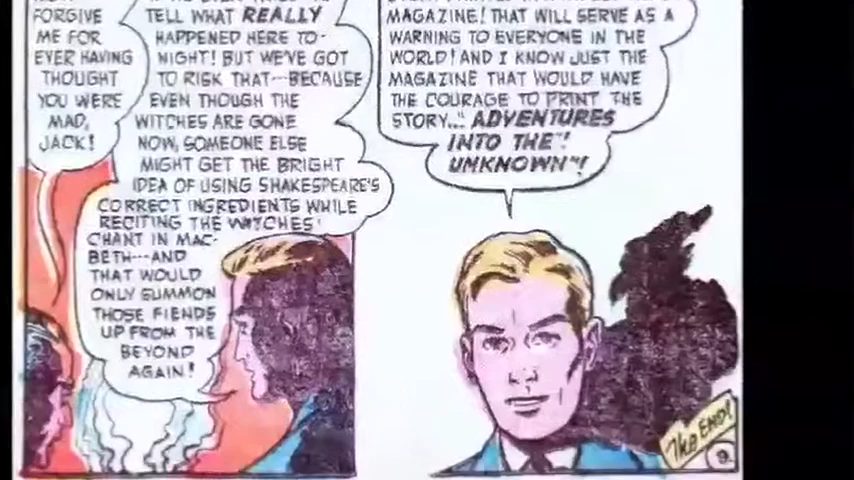 FORGIVE
ME FOR
EVER HAVING
THOUGHT
YOU WERE
MAD,
JACK!
TELL WHAT REALLY
HAPPENED HERE TO-
NIGHT! BUT WE'VE GOT
TO RISK THAT---BECAUSE
EVEN THOUGH THE
WITCHES ARE GONE
NOW, SOMEONE ELSE
MIGHT GET THE BRIGHT
IDEA OF USING SHAKESPEARE'S
CORRECT INGREDIENTS WHILE
RECITING THE WITCHES'
CHANT IN MAC-
BETH---AND
THAT WOULD
ONLY SUMMON
THOSE FIENDS
UP FROM THE
BEYOND
AGAIN!
MAGAZINE! THAT WILL SERVE AS A
WARNING TO EVERYONE IN THE
WORLD! AND I KNOW JUST THE
MAGAZINE THAT WOULD HAVE
THE COURAGE TO PRINT THE
STORY..." ADVENTURES
INTO THE"!
UNKNOWN"!
The END!
9